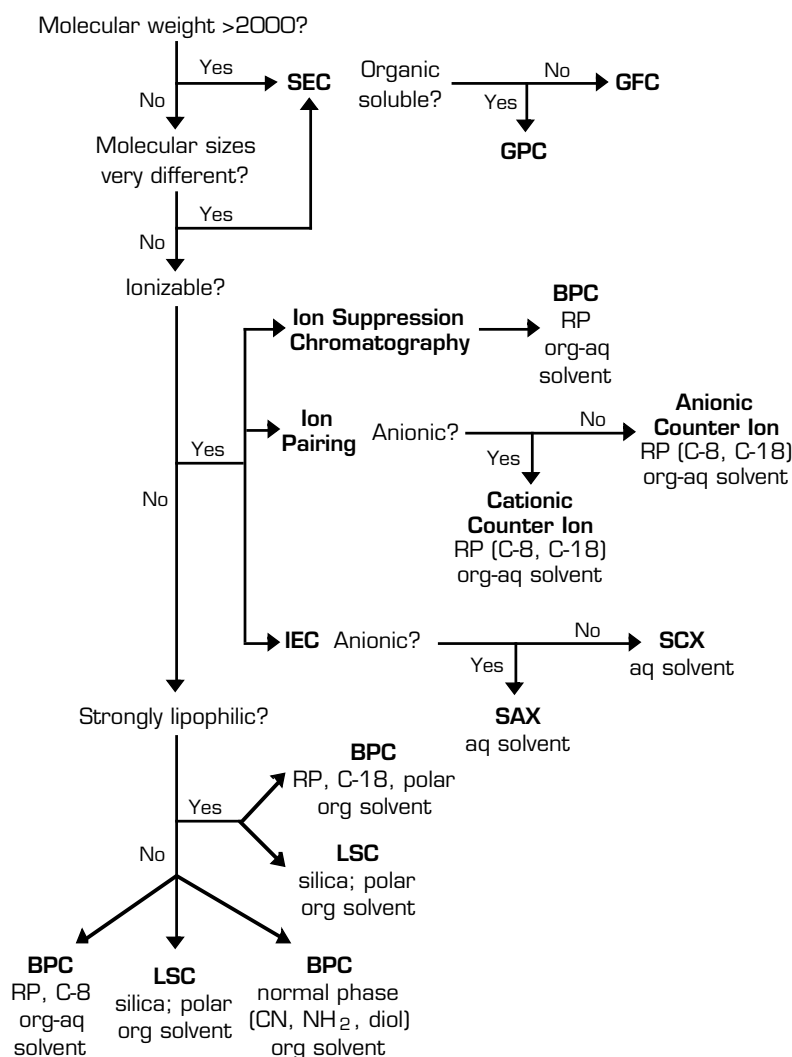 Molecular weight >2000?
Yes
SEC
Organic
soluble?
No
GFC
Yes
GPC
No
Molecular sizes
very different?
Yes
No
Ionizable?
Ion Suppression
Chromatography
BPC
RP
org-aq
solvent
Yes
Ion
Pairing
Anionic?
No
Anionic
Counter Ion
RP (C-8, C-18)
org-aq solvent
Yes
Cationic
Counter Ion
RP (C-8, C-18)
org-aq solvent
No
IEC
Anionic?
No
SCX
aq solvent
Yes
SAX
aq solvent
Strongly lipophilic?
Yes
BPC
RP, C-18, polar
org solvent
LSC
silica; polar
org solvent
No
BPC
RP, C-8
org-aq
solvent
LSC
silica; polar
org solvent
BPC
normal phase
(CN, NH2, diol)
org solvent